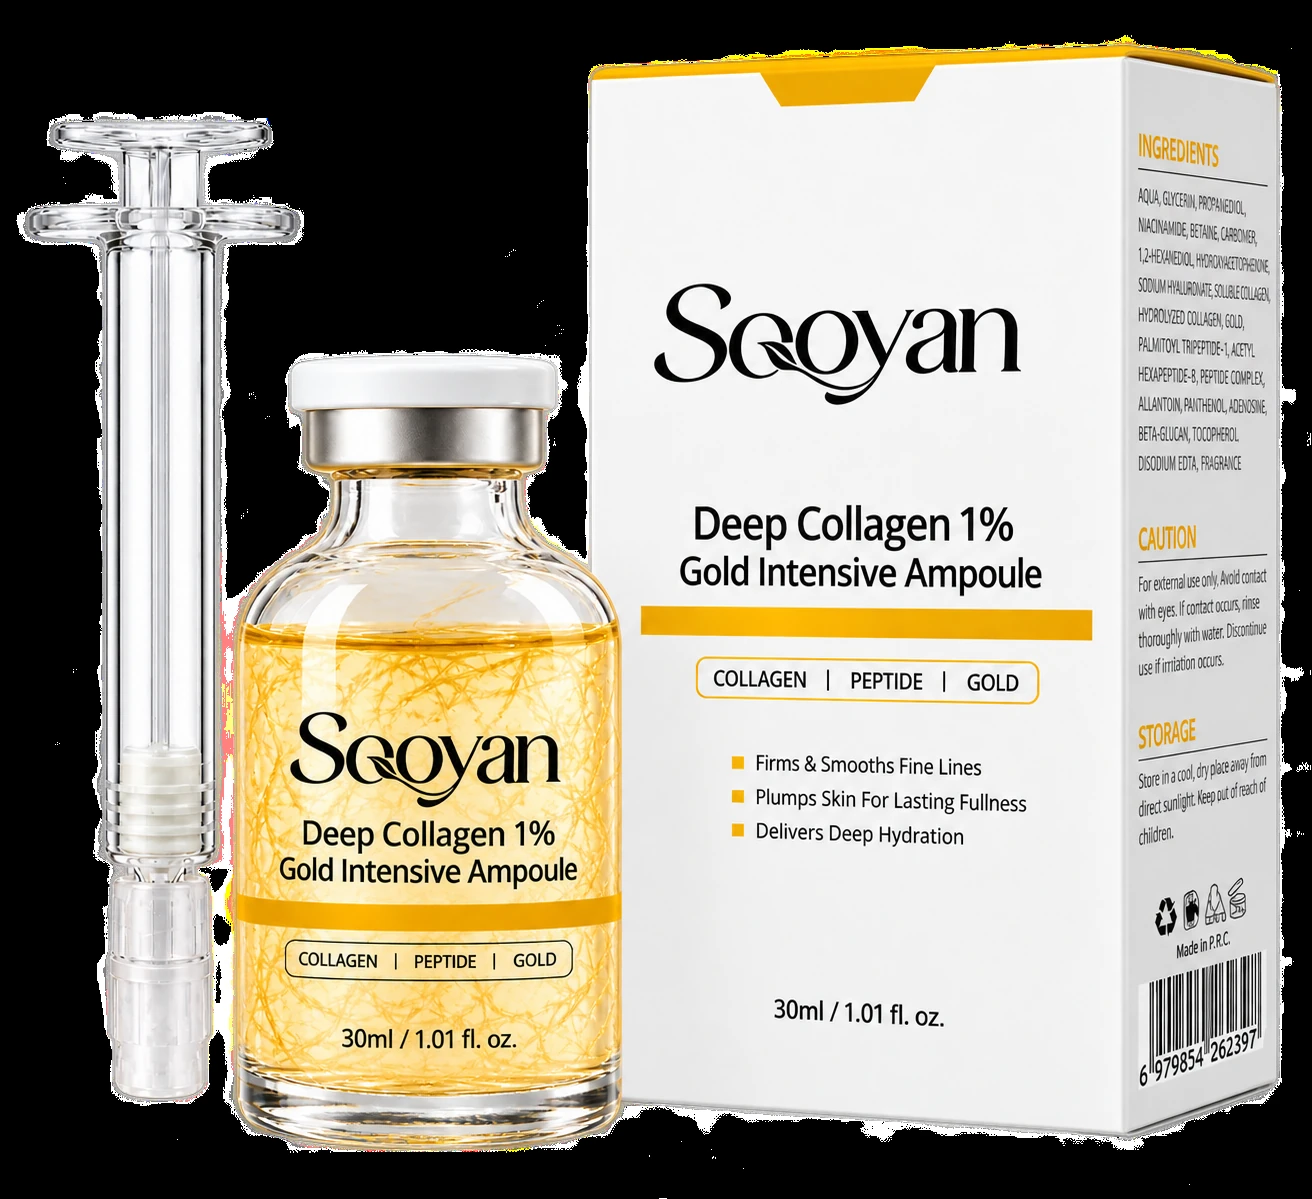 Seoyan
Deep Collagen 1%
Gold Intensive Ampoule
COLLAGEN | PEPTIDE | GOLD
30ml / 1.01 fl. oz.
Seoyan
Deep Collagen 1%
Gold Intensive Ampoule
COLLAGEN | PEPTIDE | GOLD
Firms & Smooths Fine Lines
Plumps Skin For Lasting Fullness
Delivers Deep Hydration
30ml / 1.01 fl. oz.
INGREDIENTS
AQUA, GLYCERIN, PROPANEDIOL,
NIACINAMIDE, BETAINE, CARBOMER,
1,2-HEXANEDIOL, HYDROXYACETOPHENONE,
SODIUM HYALURONATE, SOLUBLE COLLAGEN,
HYDROLYZED COLLAGEN, GOLD,
PALMITOYL TRIPEPTIDE-1, ACETYL
HEXAPEPTIDE-8, PEPTIDE COMPLEX,
ALLANTOIN, PANTHENOL, ADENOSINE,
BETA-GLUCAN, TOCOPHEROL
DISODIUM EDTA, FRAGRANCE
CAUTION
For external use only. Avoid contact
with eyes. If contact occurs, rinse
thoroughly with water. Discontinue
use if irritation occurs.
STORAGE
Store in a cool, dry place away from
direct sunlight. Keep out of reach of
children.
Made in P.R.C.
6 979854 262397